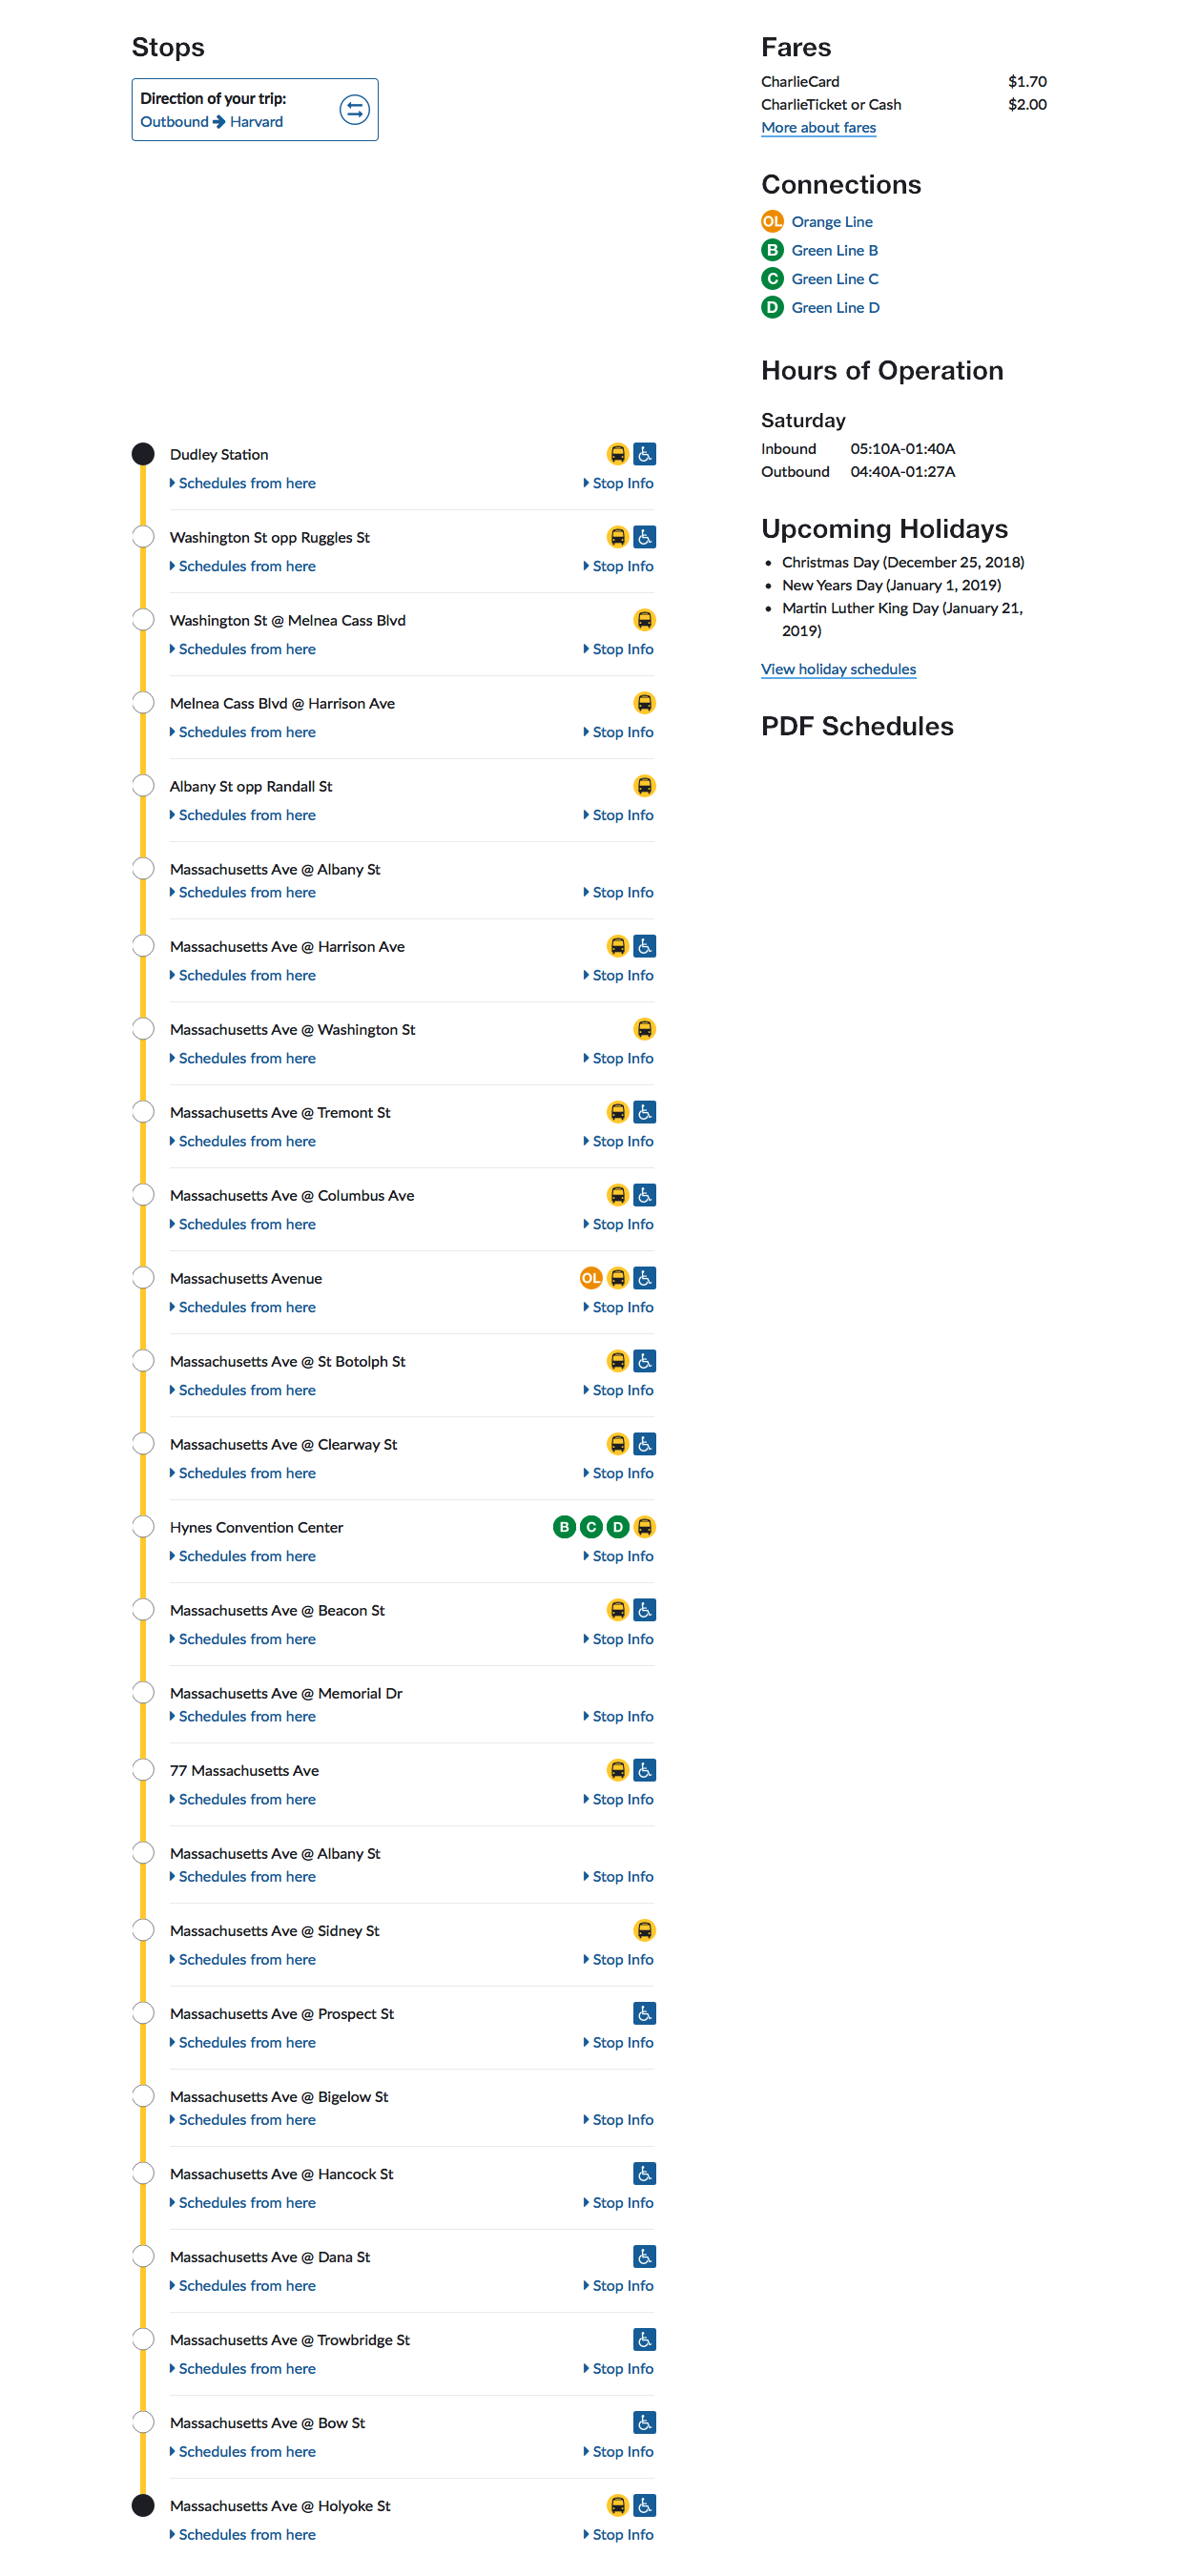 Stops
Direction of your trip:
Outbound → Harvard
Dudley Station
Schedules from here
Stop Info
Washington St opp Ruggles St
Schedules from here
Stop Info
Washington St @ Melnea Cass Blvd
Schedules from here
Stop Info
Melnea Cass Blvd @ Harrison Ave
Schedules from here
Stop Info
Albany St opp Randall St
Schedules from here
Stop Info
Massachusetts Ave @ Albany St
Schedules from here
Stop Info
Massachusetts Ave @ Harrison Ave
Schedules from here
Stop Info
Massachusetts Ave @ Washington St
Schedules from here
Stop Info
Massachusetts Ave @ Tremont St
Schedules from here
Stop Info
Massachusetts Ave @ Columbus Ave
Schedules from here
Stop Info
Massachusetts Avenue
OL
Schedules from here
Stop Info
Massachusetts Ave @ St Botolph St
Schedules from here
Stop Info
Massachusetts Ave @ Clearway St
Schedules from here
Stop Info
Hynes Convention Center
B C D
Schedules from here
Stop Info
Massachusetts Ave @ Beacon St
Schedules from here
Stop Info
Massachusetts Ave @ Memorial Dr
Schedules from here
Stop Info
77 Massachusetts Ave
Schedules from here
Stop Info
Massachusetts Ave @ Albany St
Schedules from here
Stop Info
Massachusetts Ave @ Sidney St
Schedules from here
Stop Info
Massachusetts Ave @ Prospect St
Schedules from here
Stop Info
Massachusetts Ave @ Bigelow St
Schedules from here
Stop Info
Massachusetts Ave @ Hancock St
Schedules from here
Stop Info
Massachusetts Ave @ Dana St
Schedules from here
Stop Info
Massachusetts Ave @ Trowbridge St
Schedules from here
Stop Info
Massachusetts Ave @ Bow St
Schedules from here
Stop Info
Massachusetts Ave @ Holyoke St
Schedules from here
Stop Info
Fares
CharlieCard $1.70
CharlieTicket or Cash $2.00
More about fares
Connections
OL Orange Line
B Green Line B
C Green Line C
D Green Line D
Hours of Operation
Saturday
Inbound 05:10A-01:40A
Outbound 04:40A-01:27A
Upcoming Holidays
• Christmas Day (December 25, 2018)
• New Years Day (January 1, 2019)
• Martin Luther King Day (January 21,
2019)
View holiday schedules
PDF Schedules